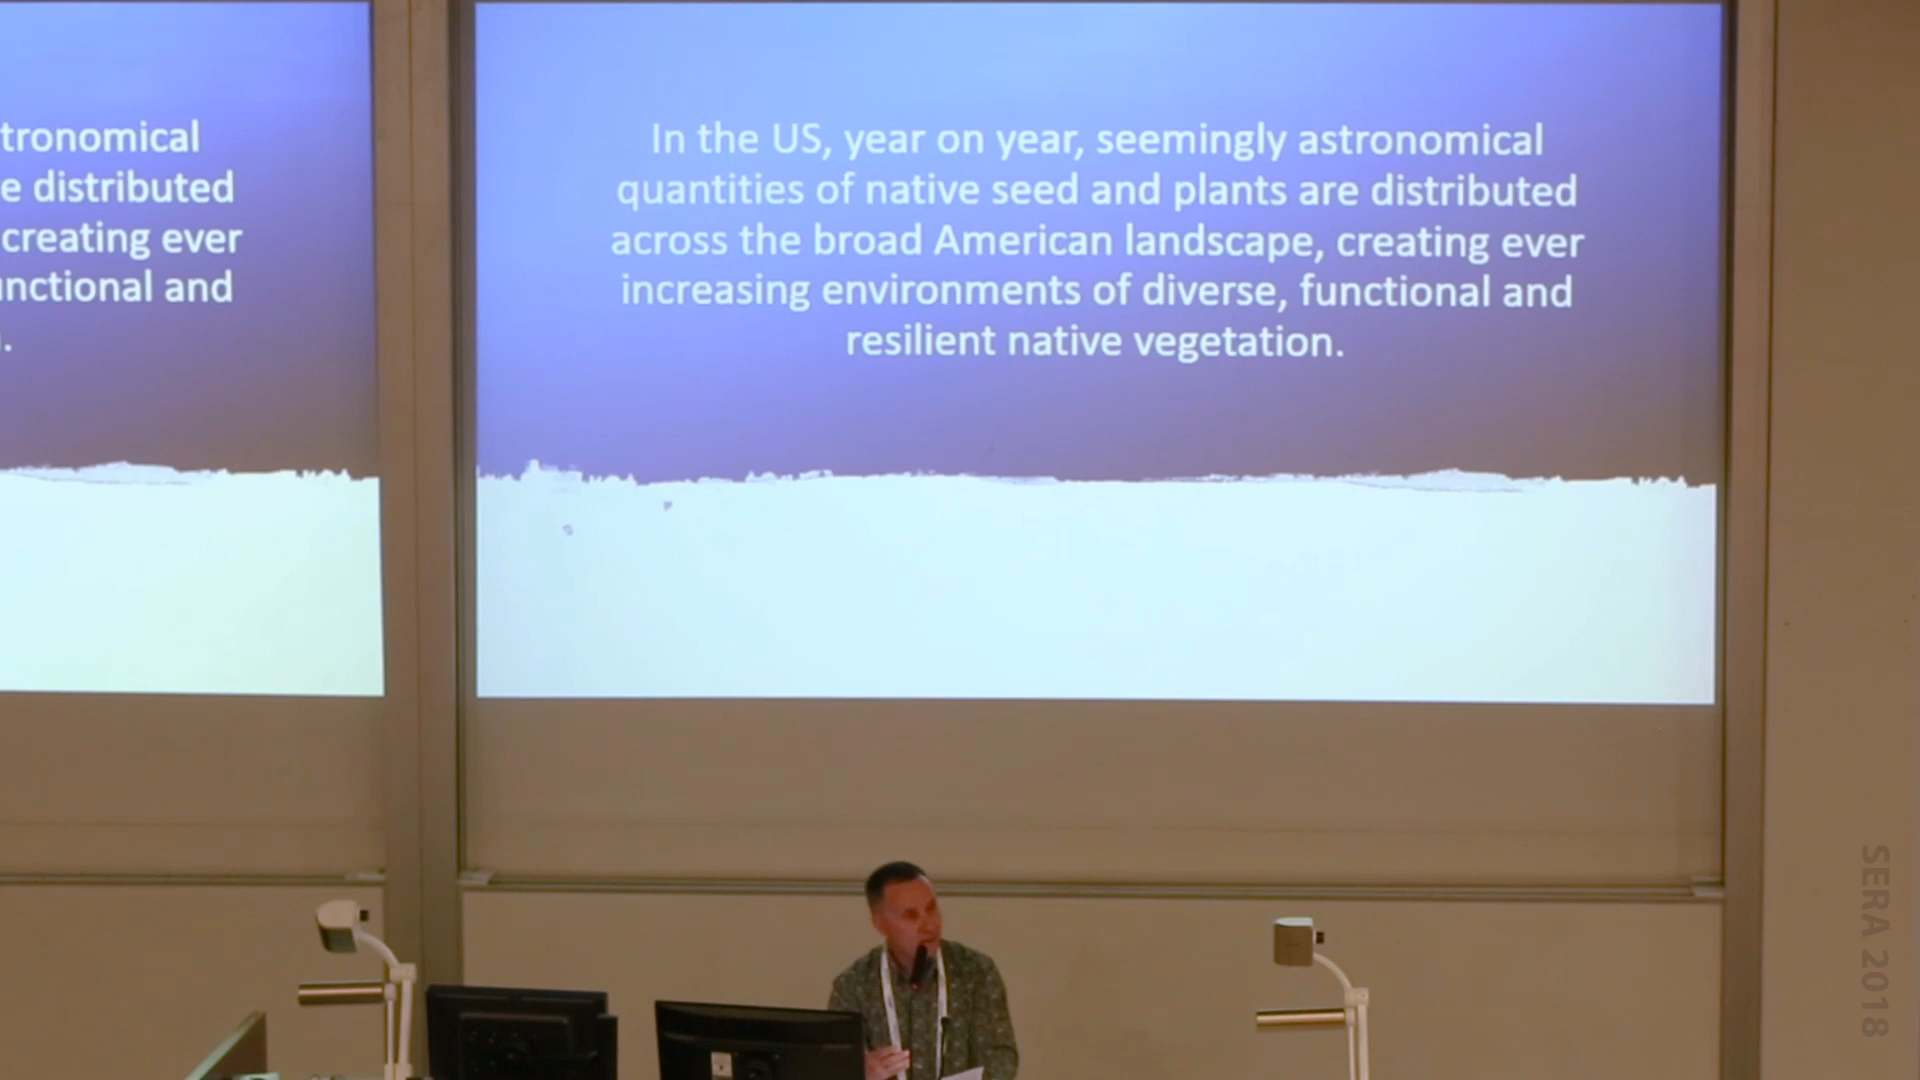 tronomical
e distributed
creating ever
nctional and
.
In the US, year on year, seemingly astronomical
quantities of native seed and plants are distributed
across the broad American landscape, creating ever
increasing environments of diverse, functional and
resilient native vegetation.
SERA 2018